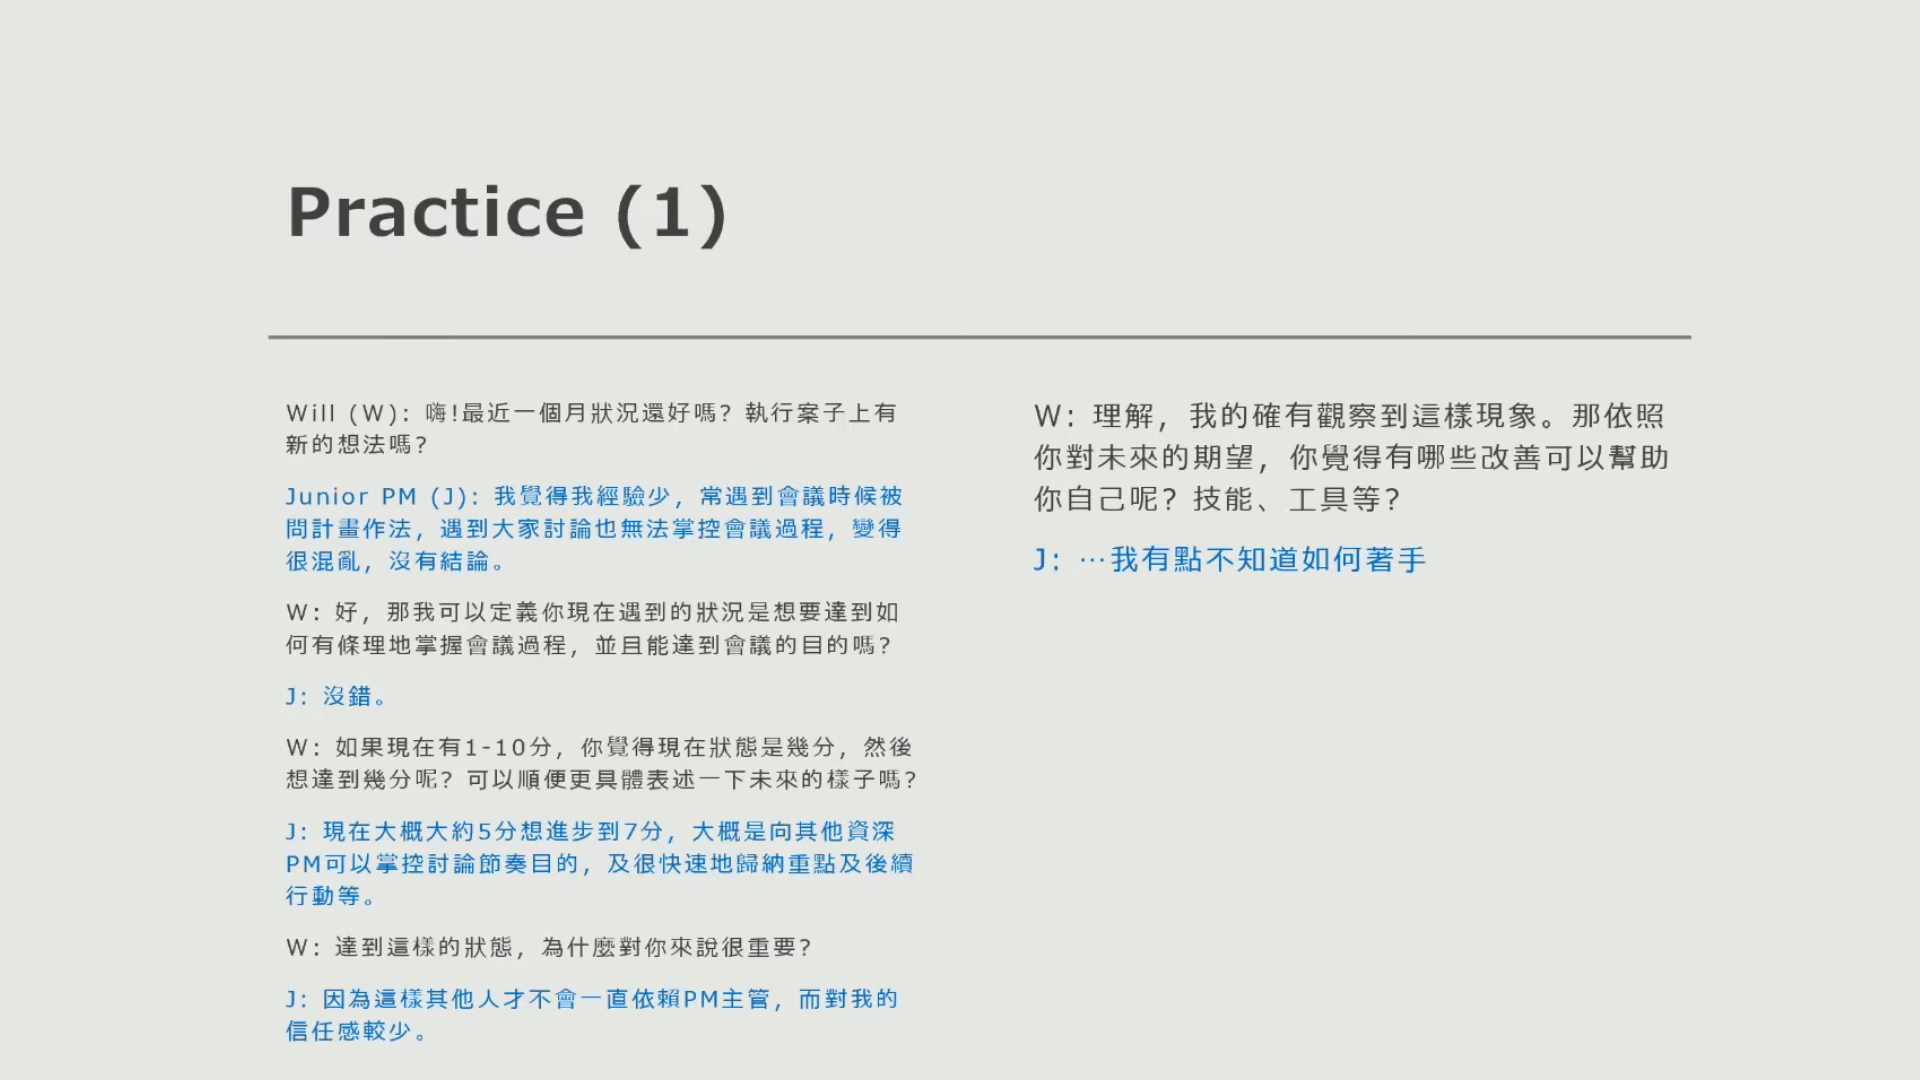 Practice (1)
Will (W): 嗨!最近一個月狀況還好嗎? 執行案子上有
新的想法嗎?
Junior PM (J): 我覺得我經驗少, 常遇到會議時候被
問計畫作法, 遇到大家討論也無法掌控會議過程, 變得
很混亂, 沒有結論。
W: 好, 那我可以定義你現在遇到的狀況是想要達到如
何有條理地掌握會議過程, 並且能達到會議的目的嗎?
J: 沒錯。
W: 如果現在有1-10分, 你覺得現在狀態是幾分, 然後
想達到幾分呢? 可以順便更具體表述一下未來的樣子嗎?
J: 現在大概大約5分想進步到7分, 大概是向其他資深
PM可以掌控討論節奏目的, 及很快速地歸納重點及後續
行動等。
W: 達到這樣的狀態, 為什麼對你來說很重要?
J: 因為這樣其他人才不會一直依賴PM主管, 而對我的
信任感較少。
W: 理解, 我的確有觀察到這樣現象。那依照
你對未來的期望, 你覺得有哪些改善可以幫助
你自己呢? 技能、工具等?
J: …我有點不知道如何著手